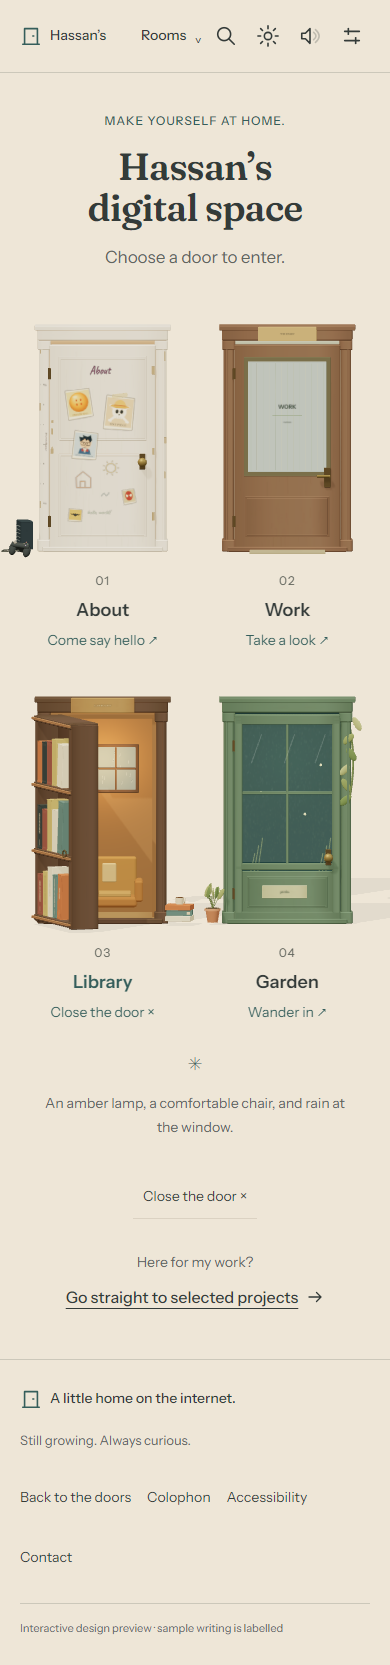 Hassan’s
Rooms
MAKE YOURSELF AT HOME.
Hassan’s
digital space
Choose a door to enter.
About
WORK
01
About
Come say hello ↗
02
Work
Take a look ↗
03
Library
Close the door ×
04
Garden
Wander in ↗
An amber lamp, a comfortable chair, and rain at
the window.
Close the door ×
Here for my work?
Go straight to selected projects →
A little home on the internet.
Still growing. Always curious.
Back to the doors Colophon Accessibility
Contact
Interactive design preview · sample writing is labelled